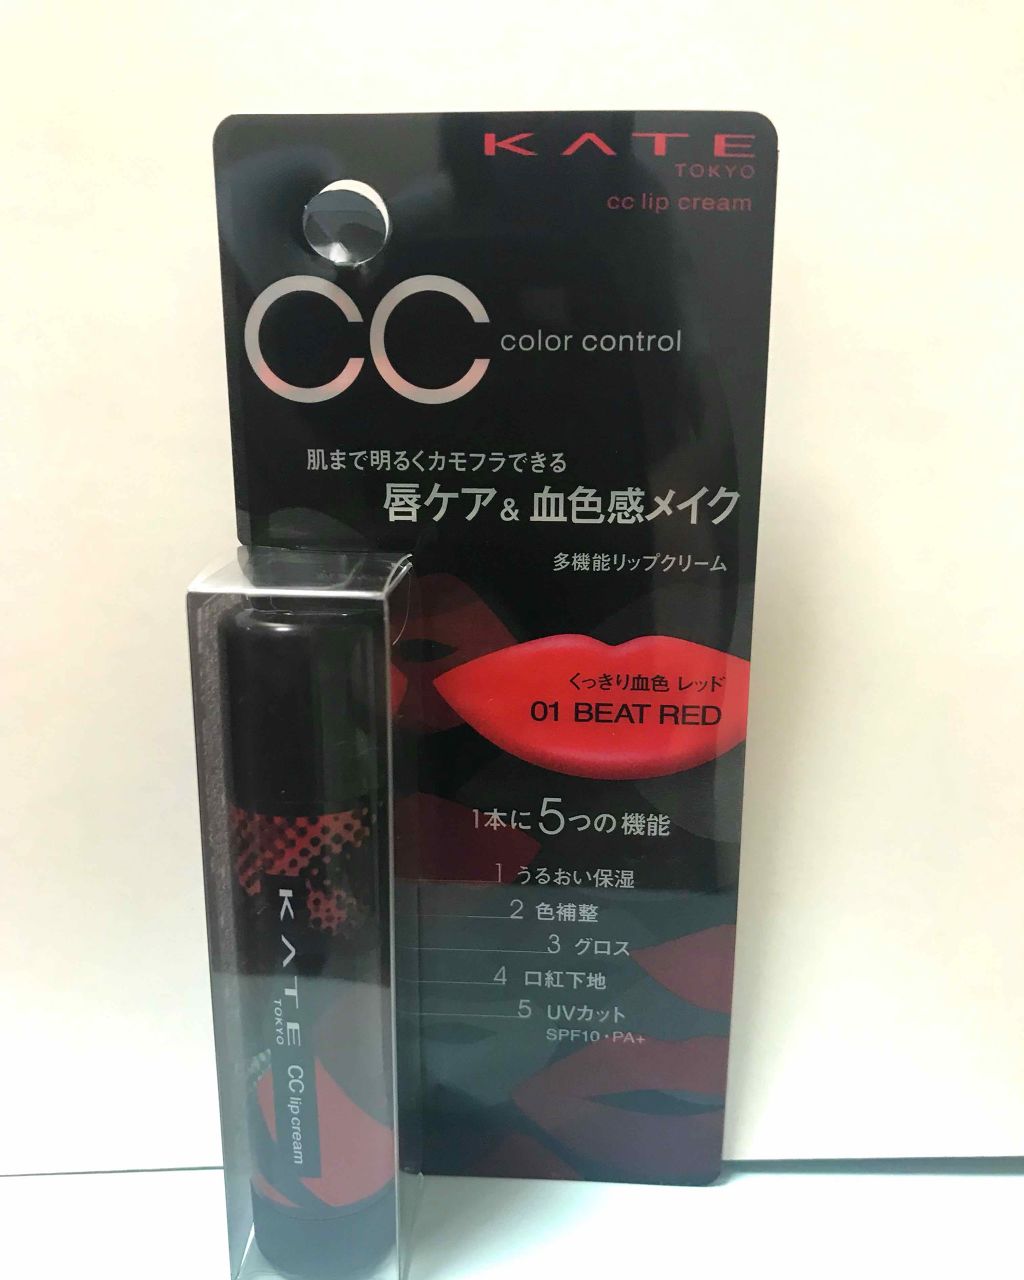 KATE
TOKYO
cc lip cream
CC color control
肌まで明るくカモフラできる
唇ケア & 血色感メイク
多機能リップクリーム
くっきり血色 レッド
01 BEAT RED
1本に5つの機能
1 うるおい保湿
2 色補整
3 グロス
4 口紅下地
5 UVカット
SPF10・PA+
KATE
TOKYO
CC lip cream